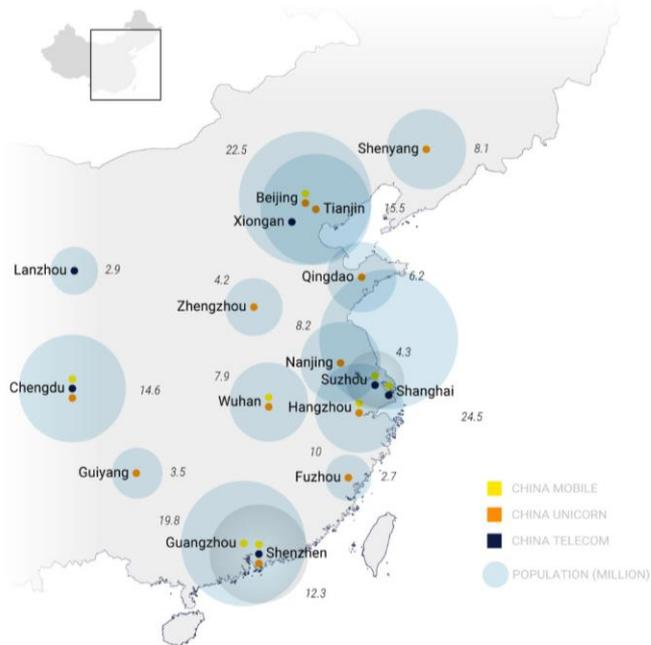 22.5
Shenyang
8.1
Beijing
Tianjin
15.5
Xiongan
Lanzhou
2.9
Qingdao
6.2
4.2
Zhengzhou
8.2
Nanjing
4.3
Suzhou
Shanghai
Chengdu
14.6
7.9
Wuhan
Hangzhou
24.5
10
Guiyang
3.5
Fuzhou
2.7
19.8
Guangzhou
Shenzhen
12.3
CHINA MOBILE
CHINA UNICORN
CHINA TELECOM
POPULATION (MILLION)